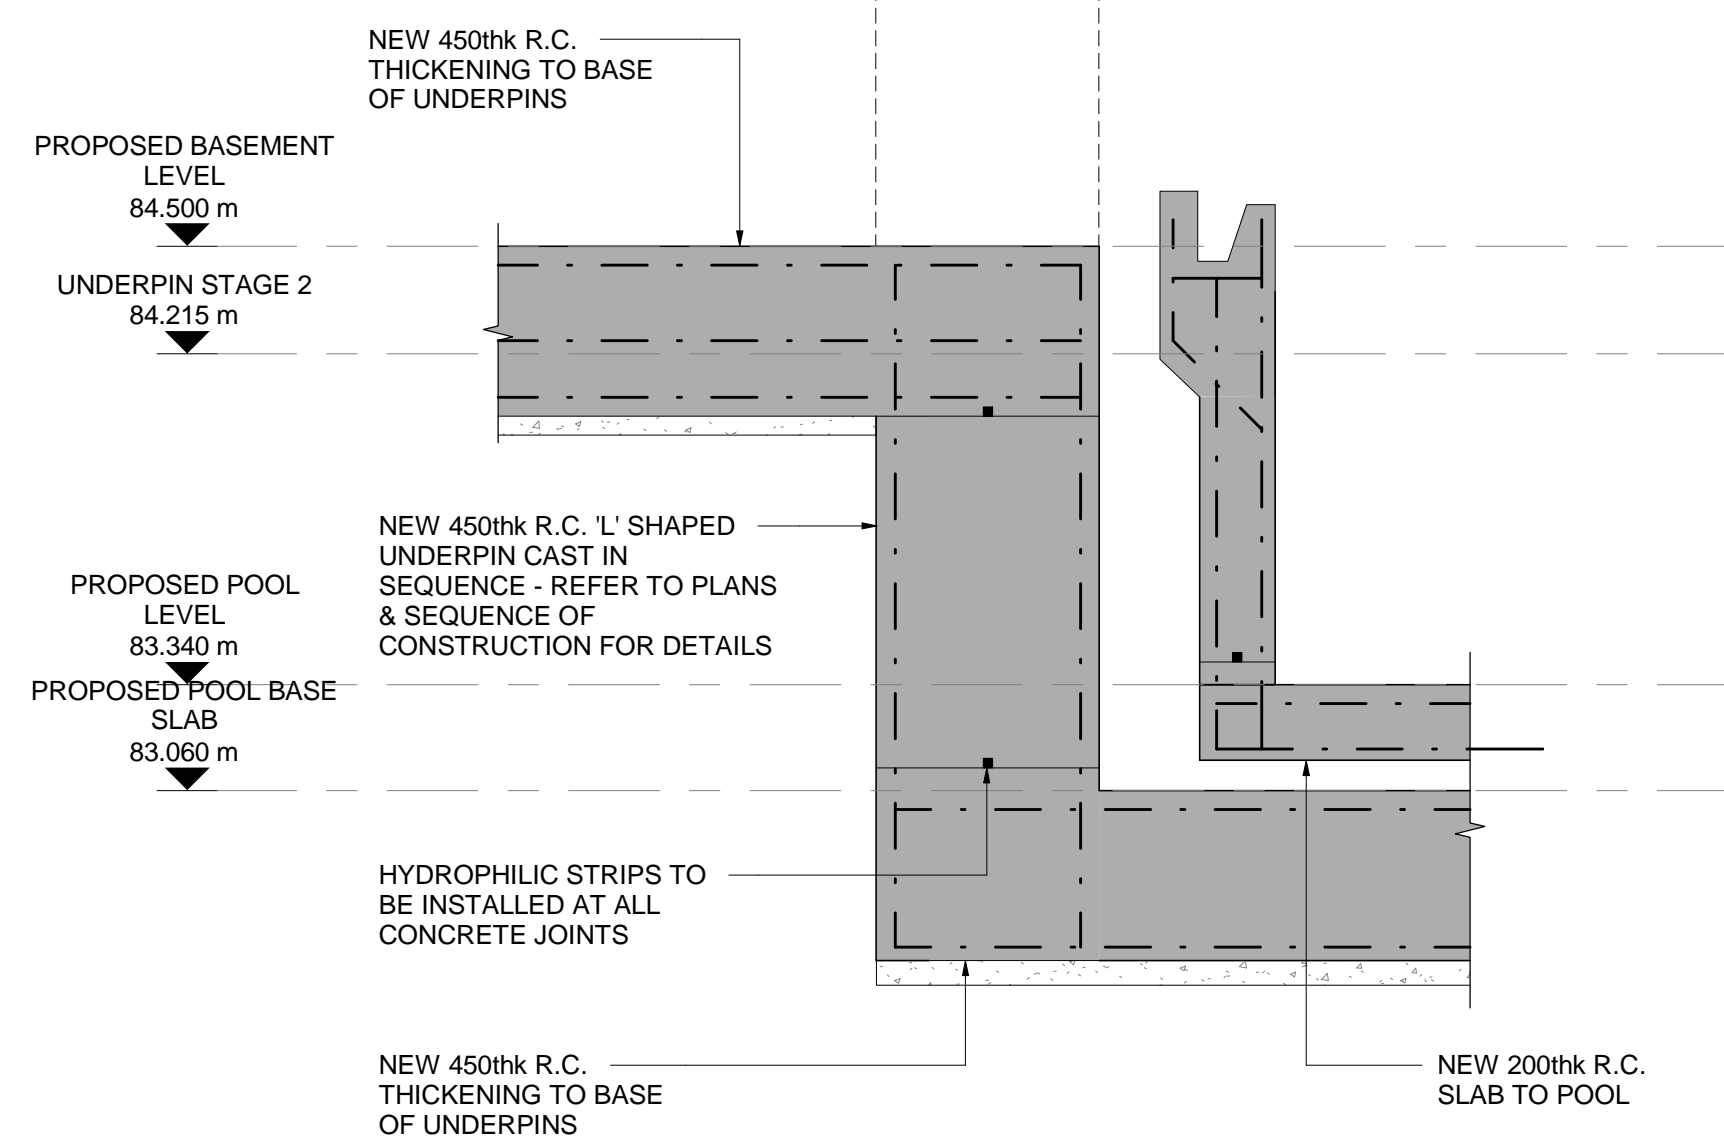 NEW 450thk R.C.
THICKENING TO BASE
OF UNDERPINS
PROPOSED BASEMENT
LEVEL
84.500 m
UNDERPIN STAGE 2
84.215 m
NEW 450thk R.C. 'L' SHAPED
UNDERPIN CAST IN
SEQUENCE - REFER TO PLANS
& SEQUENCE OF
CONSTRUCTION FOR DETAILS
PROPOSED POOL
LEVEL
83.340 m
PROPOSED POOL BASE
SLAB
83.060 m
HYDROPHILIC STRIPS TO
BE INSTALLED AT ALL
CONCRETE JOINTS
NEW 450thk R.C.
THICKENING TO BASE
OF UNDERPINS
NEW 200thk R.C.
SLAB TO POOL